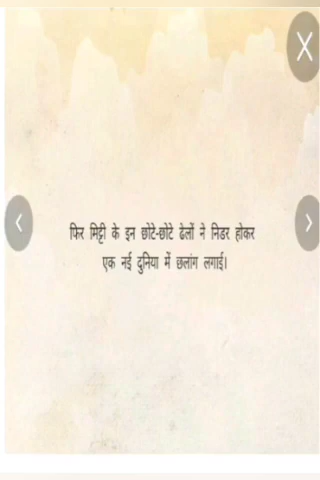 फिर मिट्टी के इन छोटे-छोटे ढेलों ने निडर होकर
एक नई दुनिया में छलांग लगाई।